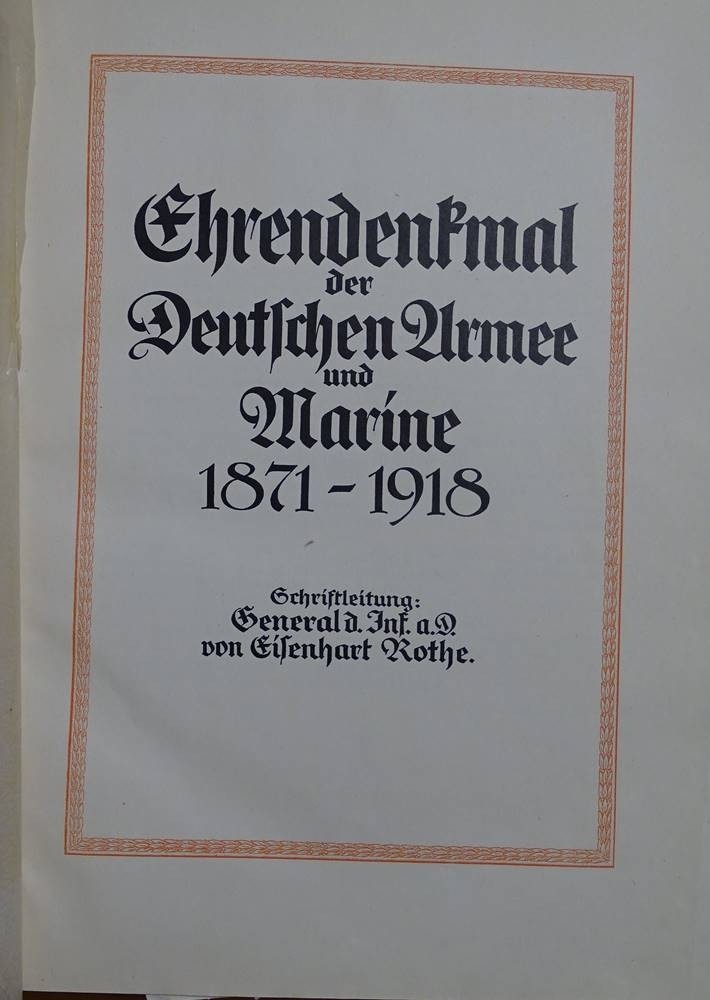 Ehrendenkmal
der
Deutschen Armee
und
Marine
1871-1918
Schriftleitung:
General d. Inf. a. D.
von Eisenhart Rothe.